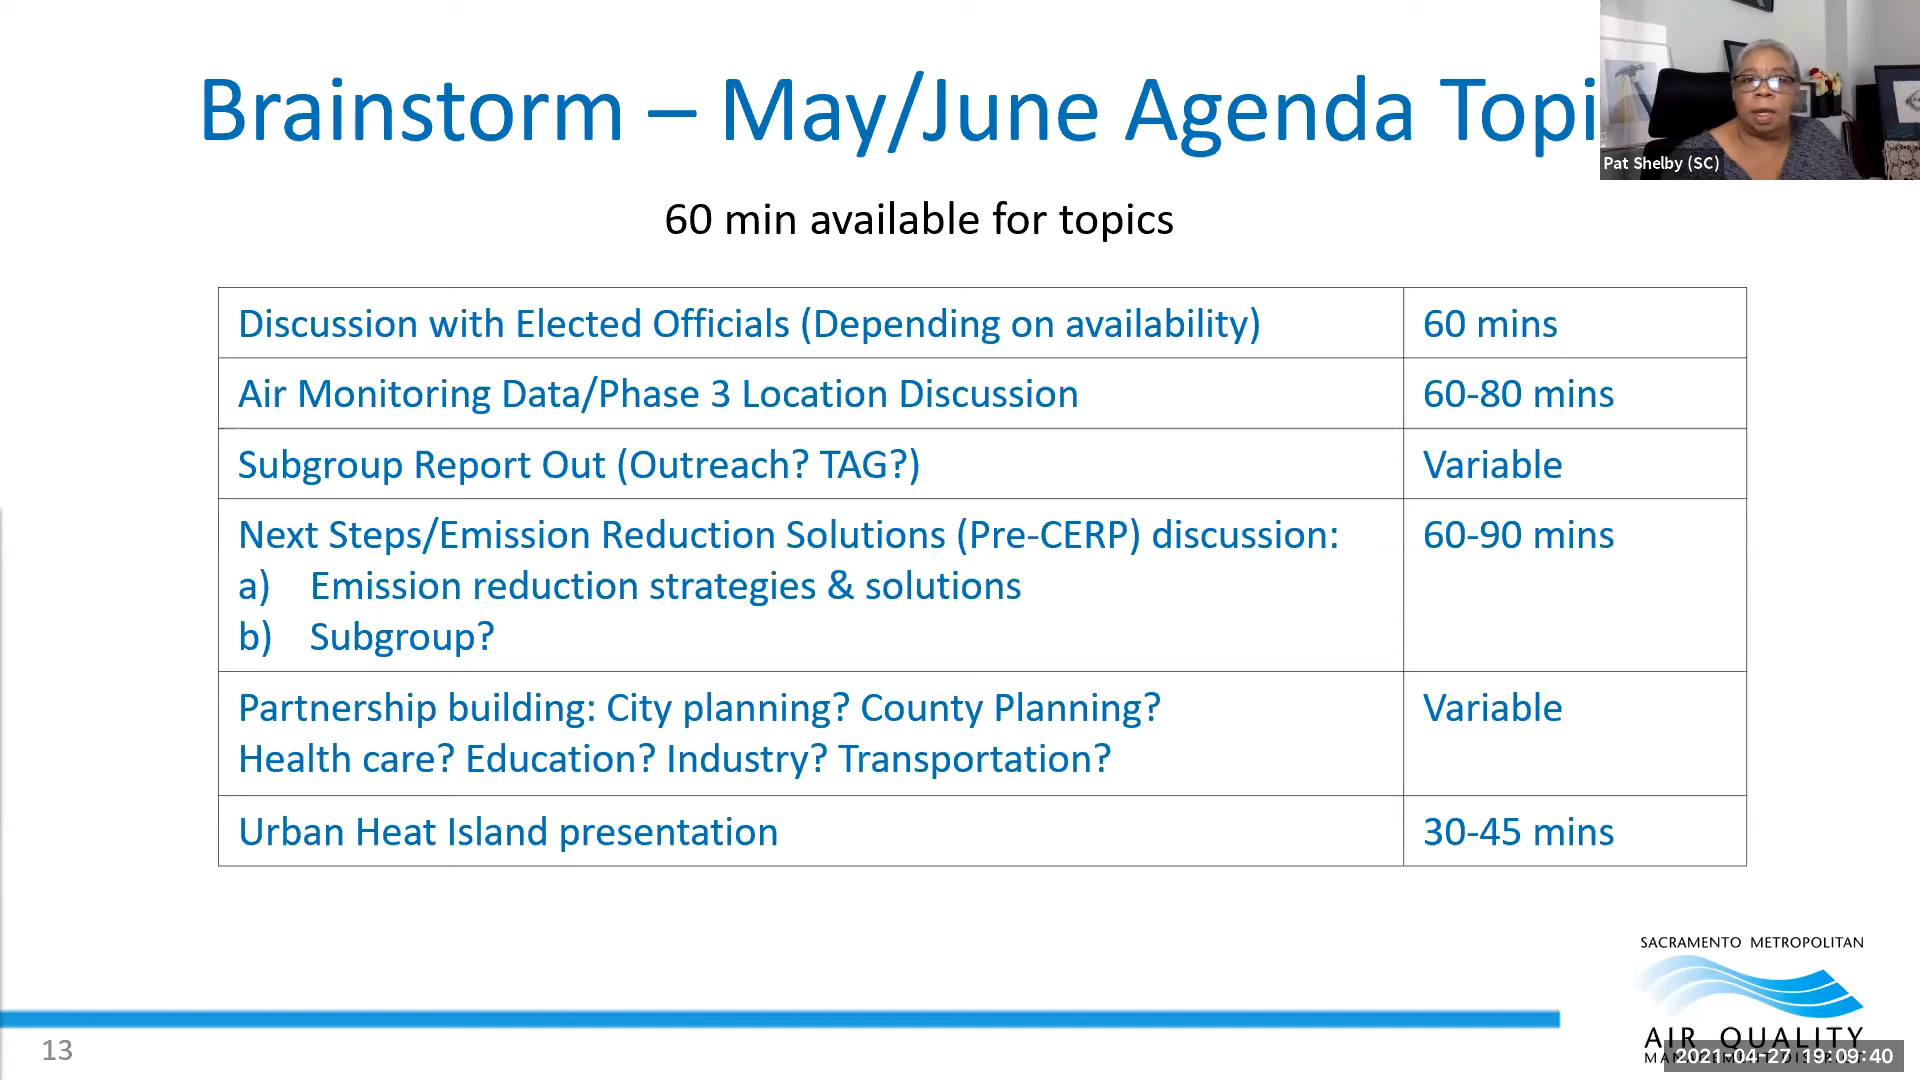 Brainstorm – May/June Agenda Topi
Pat Shelby (SC)
60 min available for topics
Discussion with Elected Officials (Depending on availability)
60 mins
Air Monitoring Data/Phase 3 Location Discussion
60-80 mins
Subgroup Report Out (Outreach? TAG?)
Variable
Next Steps/Emission Reduction Solutions (Pre-CERP) discussion:
60-90 mins
a) Emission reduction strategies & solutions
b) Subgroup?
Partnership building: City planning? County Planning?
Variable
Health care? Education? Industry? Transportation?
Urban Heat Island presentation
30-45 mins
SACRAMENTO METROPOLITAN
AIR QUALITY
13
2021-04-27 19:09:40